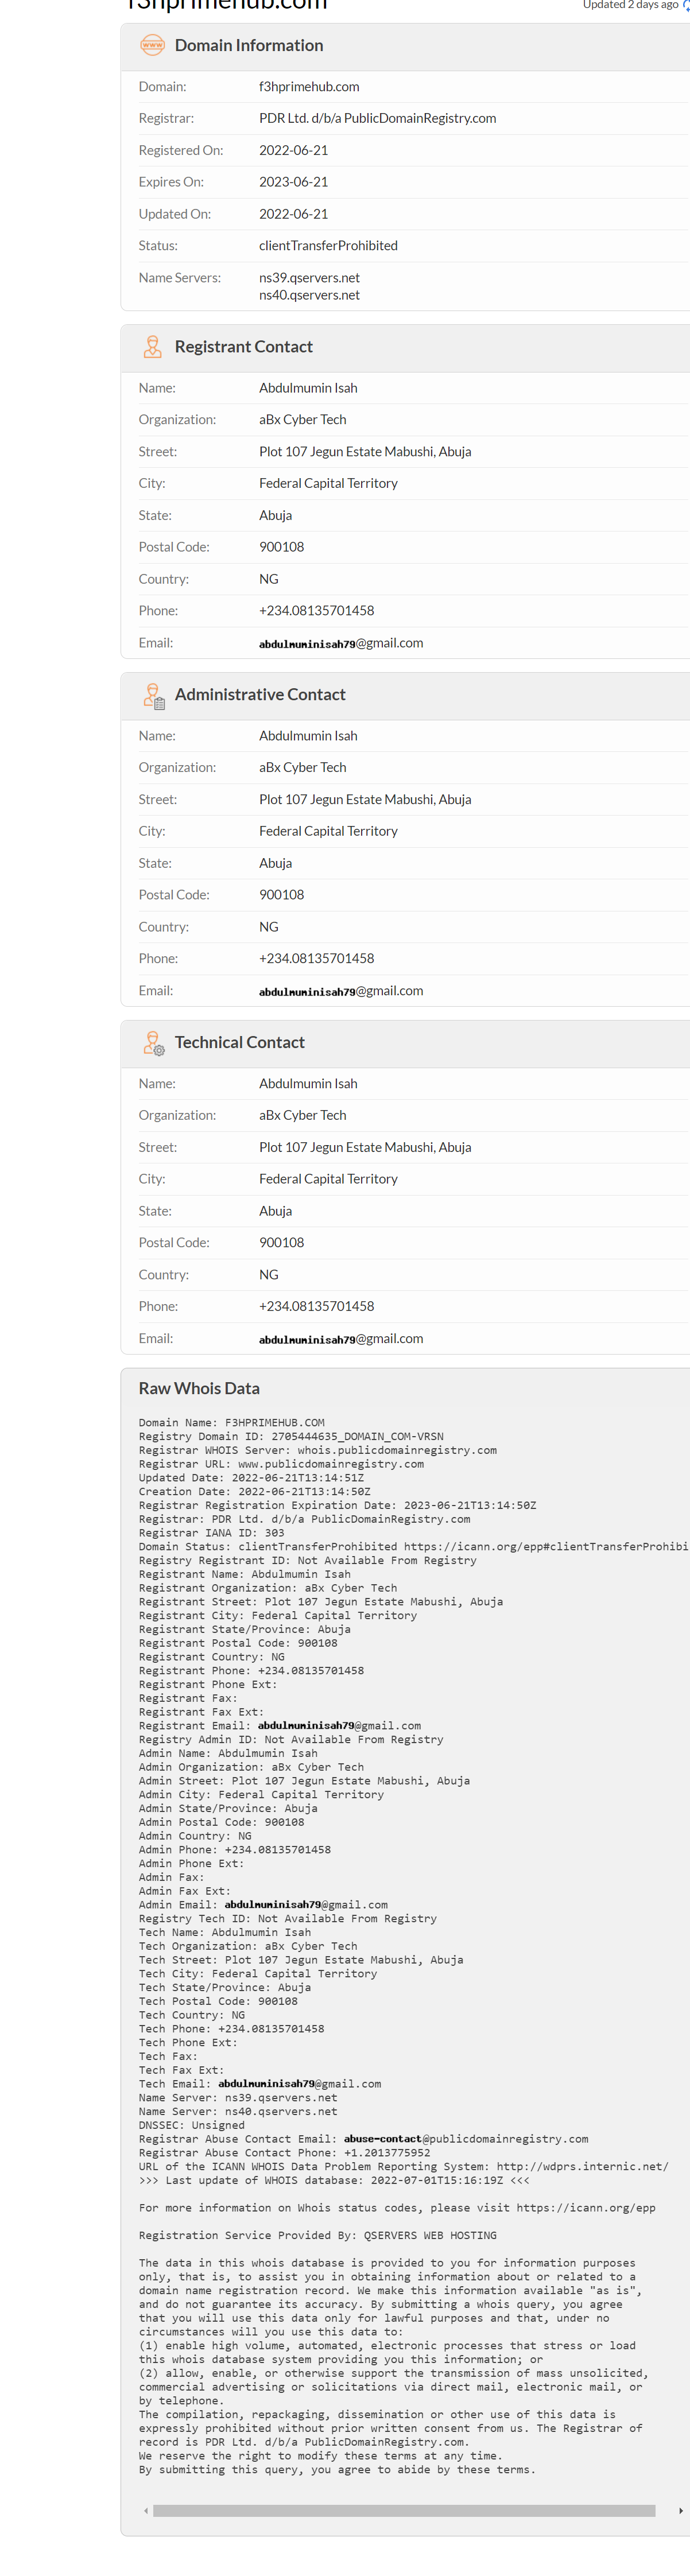 f3hprimehub.com
Updated 2 days ago
Domain Information
Domain: f3hprimehub.com
Registrar: PDR Ltd. d/b/a PublicDomainRegistry.com
Registered On: 2022-06-21
Expires On: 2023-06-21
Updated On: 2022-06-21
Status: clientTransferProhibited
Name Servers: ns39.qservers.net
ns40.qservers.net
Registrant Contact
Name: Abdulmumin Isah
Organization: aBx Cyber Tech
Street: Plot 107 Jegun Estate Mabushi, Abuja
City: Federal Capital Territory
State: Abuja
Postal Code: 900108
Country: NG
Phone: +234.08135701458
Email: abdulmuminisah79@gmail.com
Administrative Contact
Name: Abdulmumin Isah
Organization: aBx Cyber Tech
Street: Plot 107 Jegun Estate Mabushi, Abuja
City: Federal Capital Territory
State: Abuja
Postal Code: 900108
Country: NG
Phone: +234.08135701458
Email: abdulmuminisah79@gmail.com
Technical Contact
Name: Abdulmumin Isah
Organization: aBx Cyber Tech
Street: Plot 107 Jegun Estate Mabushi, Abuja
City: Federal Capital Territory
State: Abuja
Postal Code: 900108
Country: NG
Phone: +234.08135701458
Email: abdulmuminisah79@gmail.com
Raw Whois Data
Domain Name: F3HPRIMEHUB.COM
Registry Domain ID: 2705444635_DOMAIN_COM-VRSN
Registrar WHOIS Server: whois.publicdomainregistry.com
Registrar URL: www.publicdomainregistry.com
Updated Date: 2022-06-21T13:14:51Z
Creation Date: 2022-06-21T13:14:50Z
Registrar Registration Expiration Date: 2023-06-21T13:14:50Z
Registrar: PDR Ltd. d/b/a PublicDomainRegistry.com
Registrar IANA ID: 303
Domain Status: clientTransferProhibited https://icann.org/epp#clientTransferProhibi
Registry Registrant ID: Not Available From Registry
Registrant Name: Abdulmumin Isah
Registrant Organization: aBx Cyber Tech
Registrant Street: Plot 107 Jegun Estate Mabushi, Abuja
Registrant City: Federal Capital Territory
Registrant State/Province: Abuja
Registrant Postal Code: 900108
Registrant Country: NG
Registrant Phone: +234.08135701458
Registrant Phone Ext:
Registrant Fax:
Registrant Fax Ext:
Registrant Email: abdulmuminisah79@gmail.com
Registry Admin ID: Not Available From Registry
Admin Name: Abdulmumin Isah
Admin Organization: aBx Cyber Tech
Admin Street: Plot 107 Jegun Estate Mabushi, Abuja
Admin City: Federal Capital Territory
Admin State/Province: Abuja
Admin Postal Code: 900108
Admin Country: NG
Admin Phone: +234.08135701458
Admin Phone Ext:
Admin Fax:
Admin Fax Ext:
Admin Email: abdulmuminisah79@gmail.com
Registry Tech ID: Not Available From Registry
Tech Name: Abdulmumin Isah
Tech Organization: aBx Cyber Tech
Tech Street: Plot 107 Jegun Estate Mabushi, Abuja
Tech City: Federal Capital Territory
Tech State/Province: Abuja
Tech Postal Code: 900108
Tech Country: NG
Tech Phone: +234.08135701458
Tech Phone Ext:
Tech Fax:
Tech Fax Ext:
Tech Email: abdulmuminisah79@gmail.com
Name Server: ns39.qservers.net
Name Server: ns40.qservers.net
DNSSEC: Unsigned
Registrar Abuse Contact Email: abuse-contact@publicdomainregistry.com
Registrar Abuse Contact Phone: +1.2013775952
URL of the ICANN WHOIS Data Problem Reporting System: http://wdprs.internic.net/
>>> Last update of WHOIS database: 2022-07-01T15:16:19Z <<<
For more information on Whois status codes, please visit https://icann.org/epp
Registration Service Provided By: QSERVERS WEB HOSTING
The data in this whois database is provided to you for information purposes
only, that is, to assist you in obtaining information about or related to a
domain name registration record. We make this information available "as is",
and do not guarantee its accuracy. By submitting a whois query, you agree
that you will use this data only for lawful purposes and that, under no
circumstances will you use this data to:
(1) enable high volume, automated, electronic processes that stress or load
this whois database system providing you this information; or
(2) allow, enable, or otherwise support the transmission of mass unsolicited,
commercial advertising or solicitations via direct mail, electronic mail, or
by telephone.
The compilation, repackaging, dissemination or other use of this data is
expressly prohibited without prior written consent from us. The Registrar of
record is PDR Ltd. d/b/a PublicDomainRegistry.com.
We reserve the right to modify these terms at any time.
By submitting this query, you agree to abide by these terms.